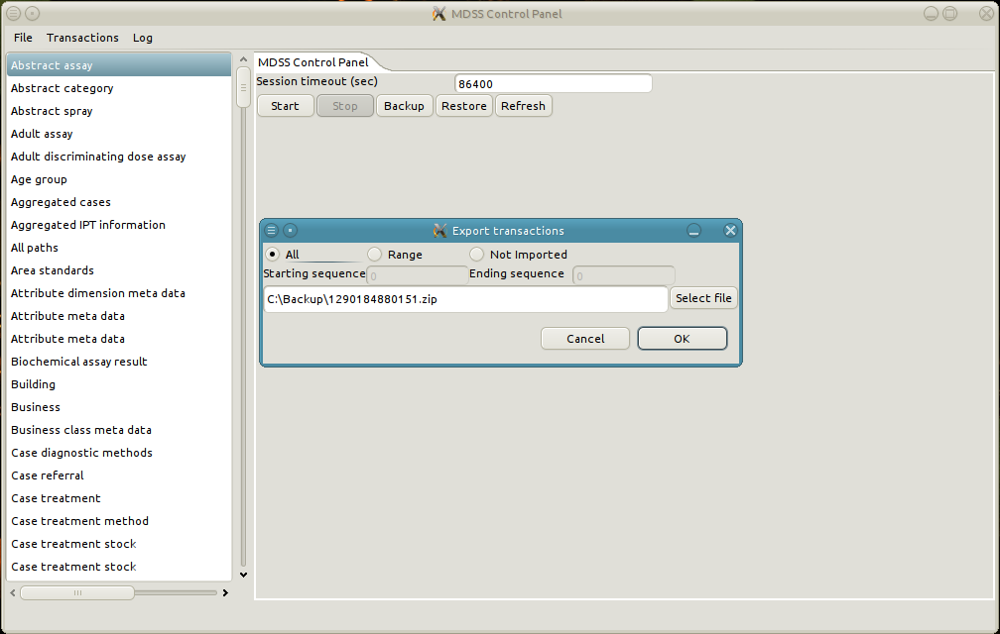 MDSS Control Panel
File Transactions Log
Abstract assay
Abstract category
Abstract spray
Adult assay
Adult discriminating dose assay
Age group
Aggregated cases
Aggregated IPT information
All paths
Area standards
Attribute dimension meta data
Attribute meta data
Attribute meta data
Biochemical assay result
Building
Business
Business class meta data
Case diagnostic methods
Case referral
Case treatment
Case treatment method
Case treatment stock
Case treatment stock
MDSS Control Panel
Session timeout (sec) 86400
Start Stop Backup Restore Refresh
Export transactions
All Range Not Imported
Starting sequence 0 Ending sequence 0
C:\Backup\1290184880151.zip Select file
Cancel OK